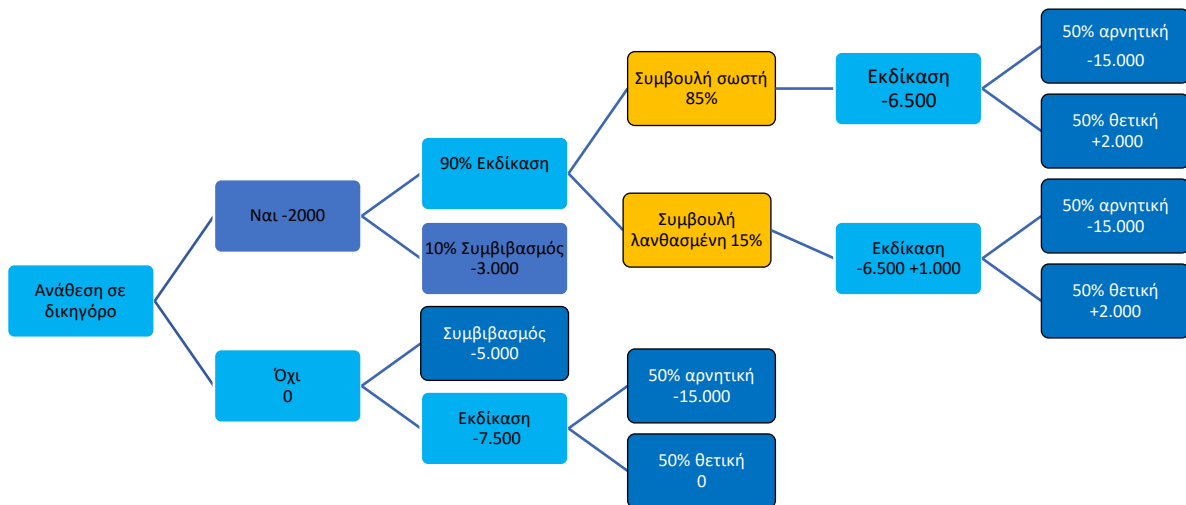 Ανάθεση σε
δικηγόρο
Ναι -2000
Όχι
0
90% Εκδίκαση
10% Συμβιβασμός
-3.000
Συμβιβασμός
-5.000
Εκδίκαση
-7.500
Συμβουλή σωστή
85%
Συμβουλή
λανθασμένη 15%
50% αρνητική
-15.000
50% θετική
0
Εκδίκαση
-6.500
Εκδίκαση
-6.500 +1.000
50% αρνητική
-15.000
50% θετική
+2.000
50% αρνητική
-15.000
50% θετική
+2.000